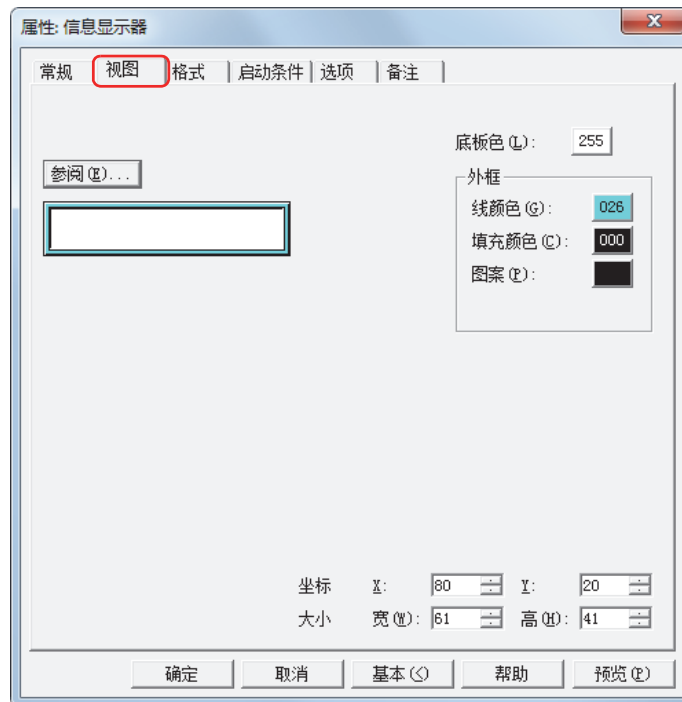 属性: 信息显示器
常规 视图 格式 启动条件 选项 备注
底板色(L): 255
参阅(E)...
外框
线颜色(G): 026
填充颜色(C): 000
图案(P):
坐标 X: 80 Y: 20
大小 宽(W): 61 高(H): 41
确定 取消 基本(<) 帮助 预览(P)